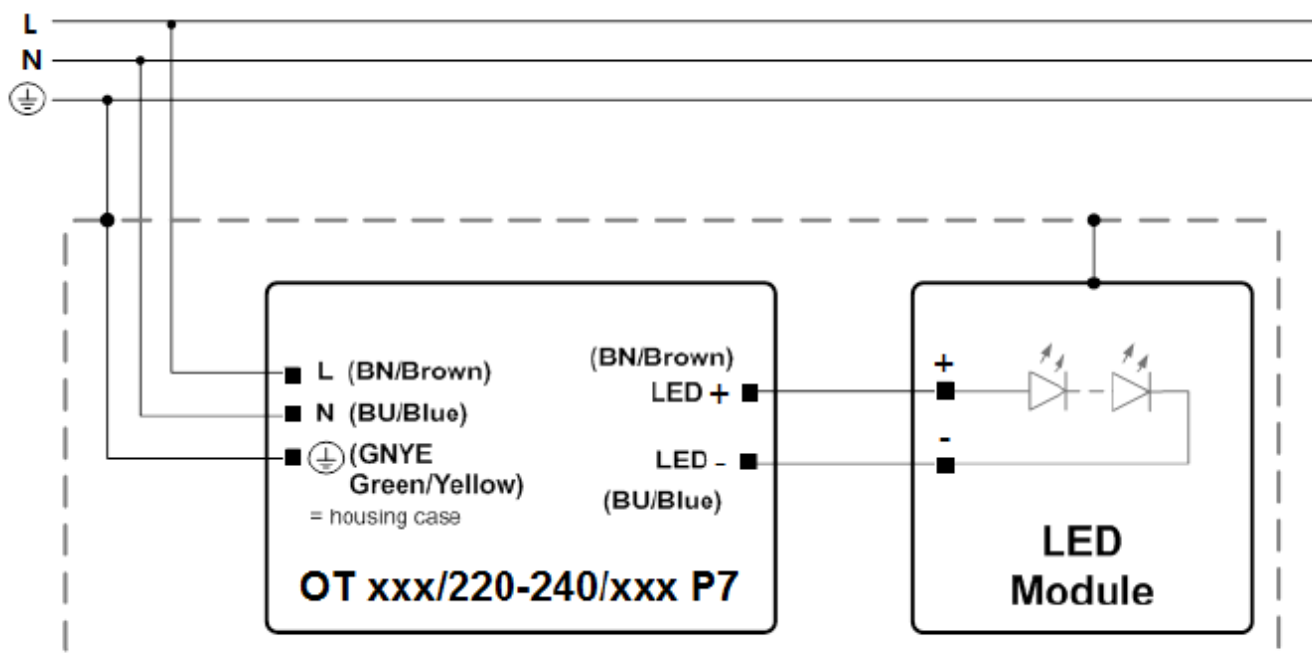 L
N
L (BN/Brown)
N (BU/Blue)
(GNYE
Green/Yellow)
= housing case
(BN/Brown)
LED +
LED -
(BU/Blue)
OT xxx/220-240/xxx P7
+
-
LED
Module